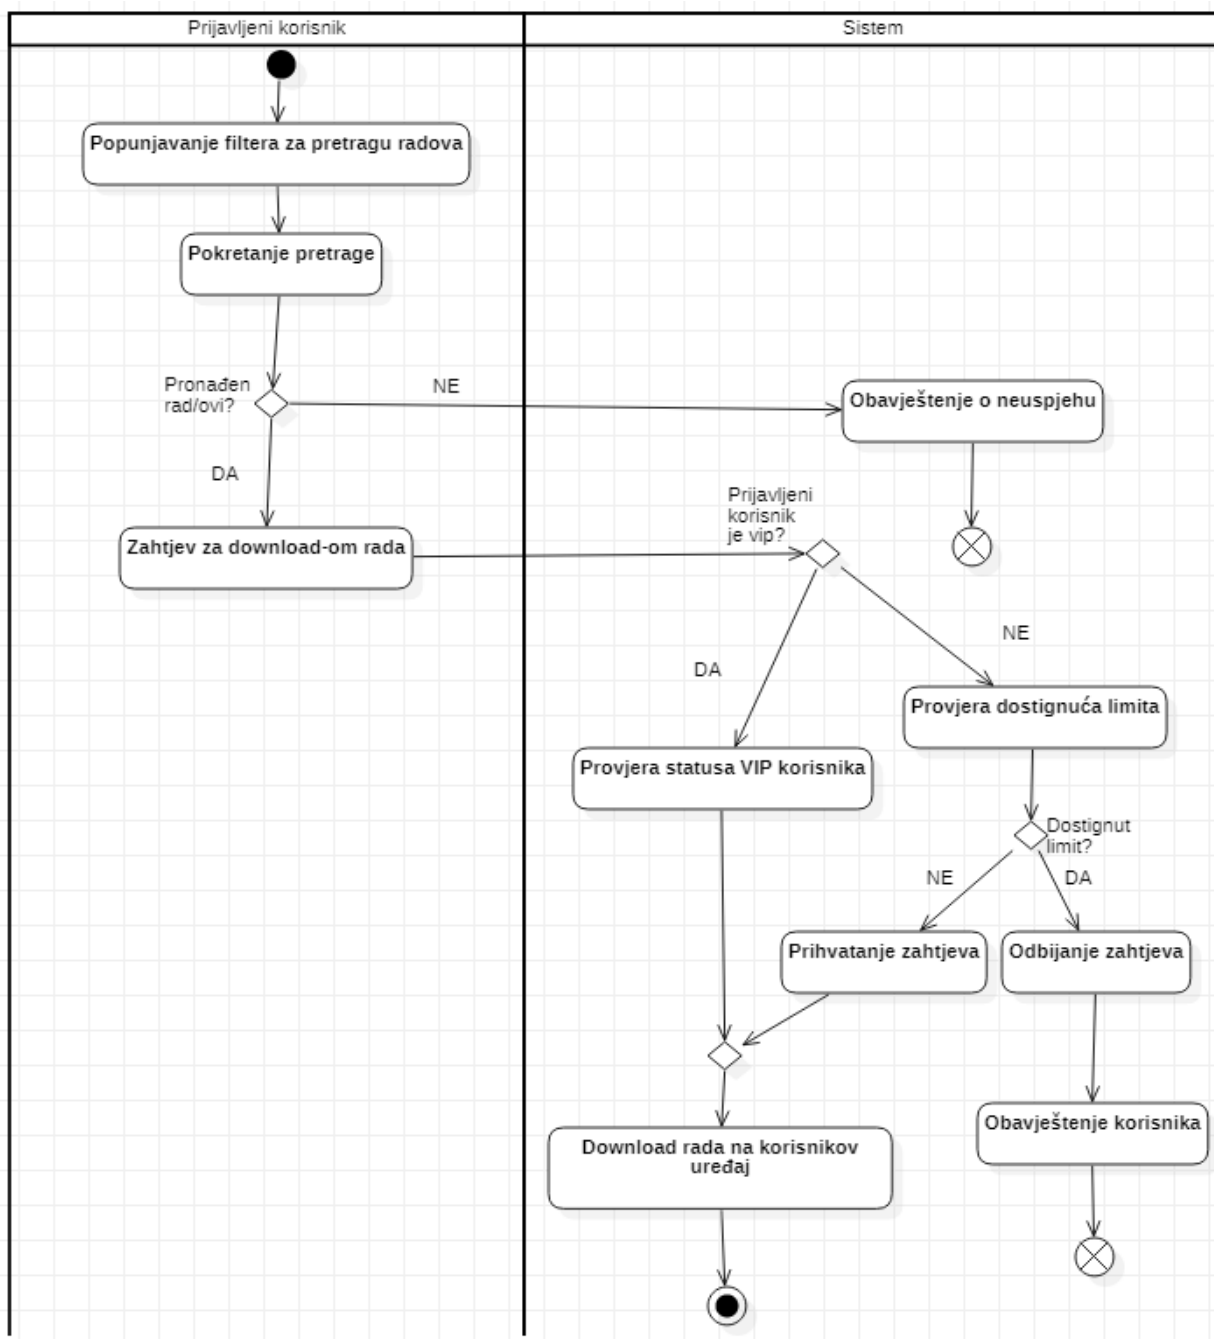 Prijavljeni korisnik
Sistem
Popunjavanje filtera za pretragu radova
Pokretanje pretrage
Pronađen
rad/ovi?
NE
Obavještenje o neuspjehu
DA
Zahtjev za download-om rada
Prijavljeni
korisnik
je vip?
NE
DA
Provjera dostignuća limita
Provjera statusa VIP korisnika
Dostignut
limit?
NE
DA
Prihvatanje zahtjeva
Odbijanje zahtjeva
Obavještenje korisnika
Download rada na korisnikov
uređaj